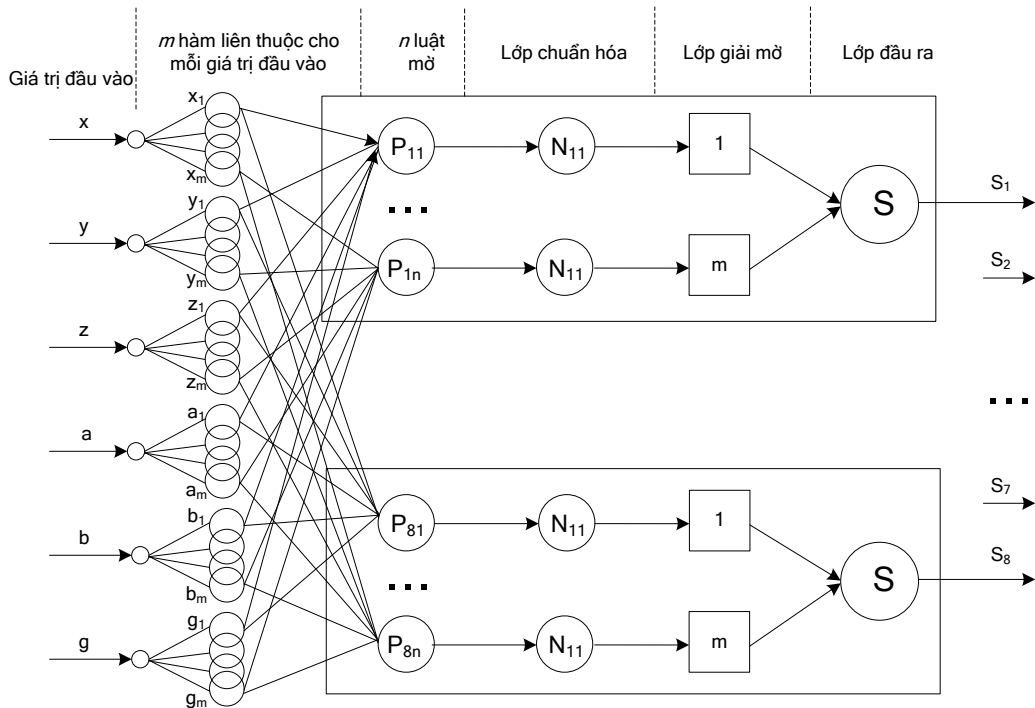 Giá trị đầu vào
m hàm liên thuộc cho
mỗi giá trị đầu vào
n luật
mờ
Lớp chuẩn hóa
Lớp giải mờ
Lớp đầu ra
x
x1
xm
y
y1
ym
z
z1
zm
a
a1
am
b
b1
bm
g
g1
gm
P11
N11
1
...
P1n
N11
m
S
S1
S2
...
P81
N11
1
...
P8n
N11
m
S
S7
S8